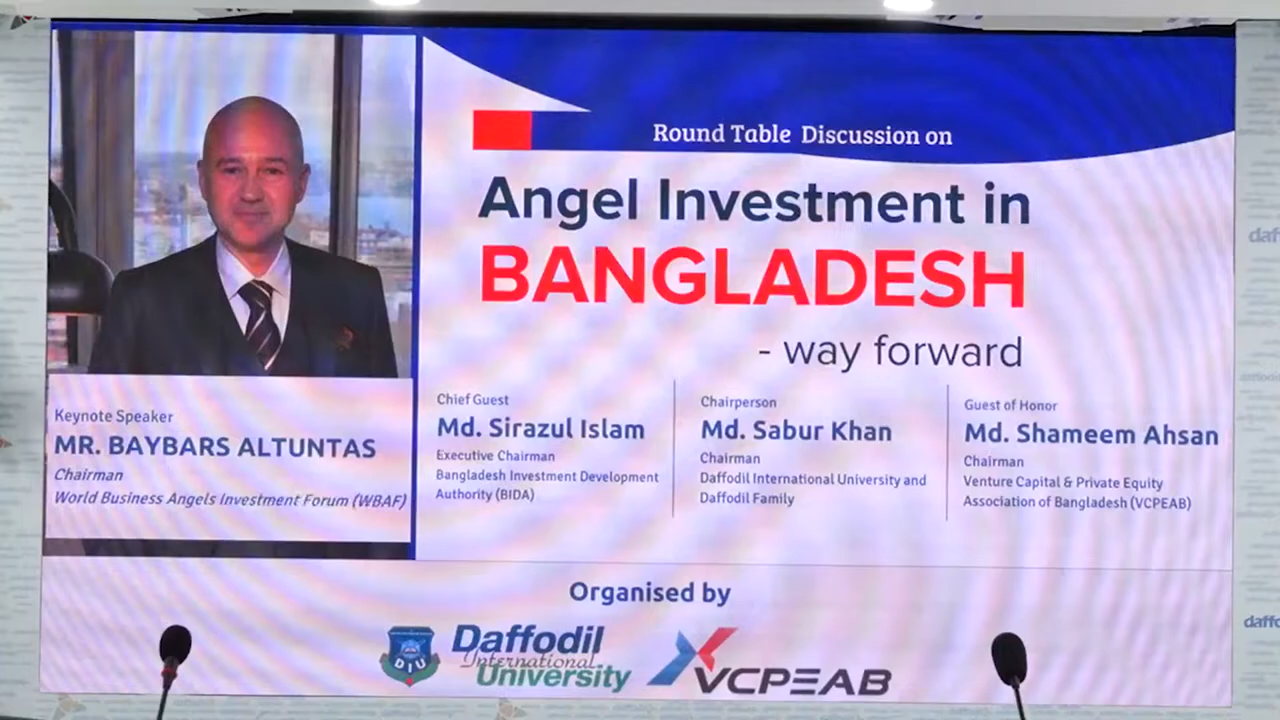 Round Table Discussion on
Angel Investment in
BANGLADESH
- way forward
Keynote Speaker
MR. BAYBARS ALTUNTAS
Chairman
World Business Angels Investment Forum (WBAF)
Chief Guest
Md. Sirazul Islam
Executive Chairman
Bangladesh Investment Development
Authority (BIDA)
Chairperson
Md. Sabur Khan
Chairman
Daffodil International University and
Daffodil Family
Guest of Honor
Md. Shameem Ahsan
Chairman
Venture Capital & Private Equity
Association of Bangladesh (VCPEAB)
Organised by
DIU
Daffodil
International
University
VCPEAB
daf
daffo